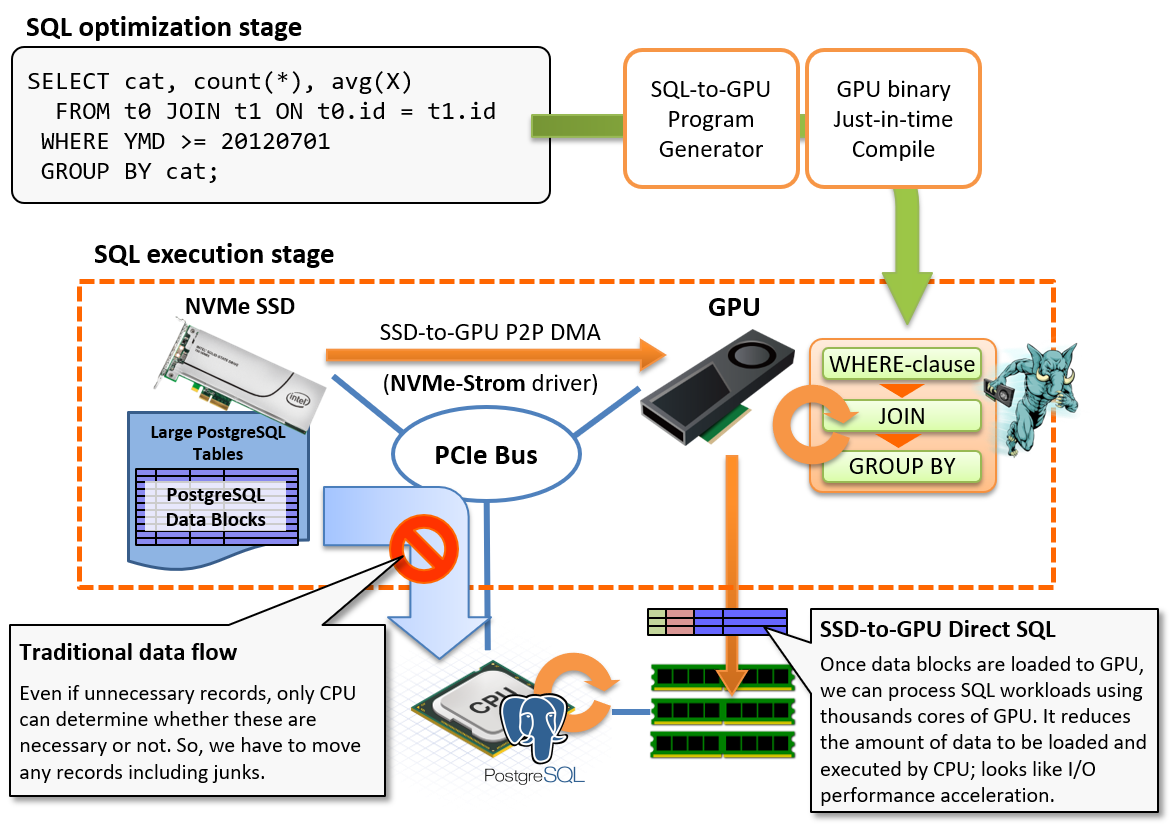 SQL optimization stage
SELECT cat, count(*), avg(X)
FROM t0 JOIN t1 ON t0.id = t1.id
WHERE YMD >= 20120701
GROUP BY cat;
SQL-to-GPU
Program
Generator
GPU binary
Just-in-time
Compile
SQL execution stage
NVMe SSD
SSD-to-GPU P2P DMA
(NVMe-Strom driver)
GPU
intel
WHERE-clause
JOIN
GROUP BY
Large PostgreSQL
Tables
PostgreSQL
Data Blocks
PCIe Bus
Traditional data flow
Even if unnecessary records, only CPU
can determine whether these are
necessary or not. So, we have to move
any records including junks.
CPU
PostgreSQL
SSD-to-GPU Direct SQL
Once data blocks are loaded to GPU,
we can process SQL workloads using
thousands cores of GPU. It reduces
the amount of data to be loaded and
executed by CPU; looks like I/O
performance acceleration.